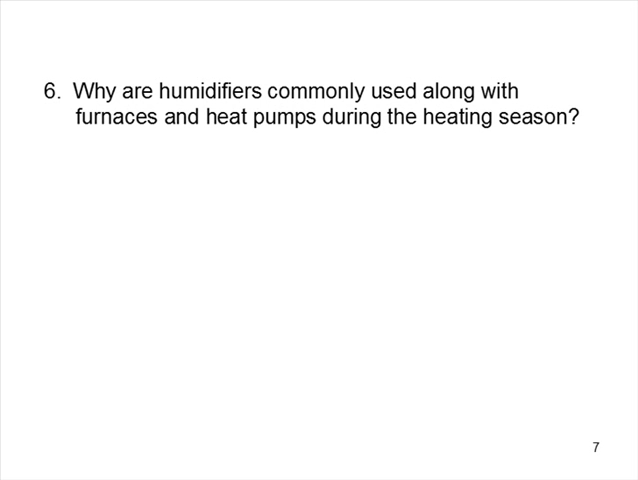 6. Why are humidifiers commonly used along with
furnaces and heat pumps during the heating season?
7